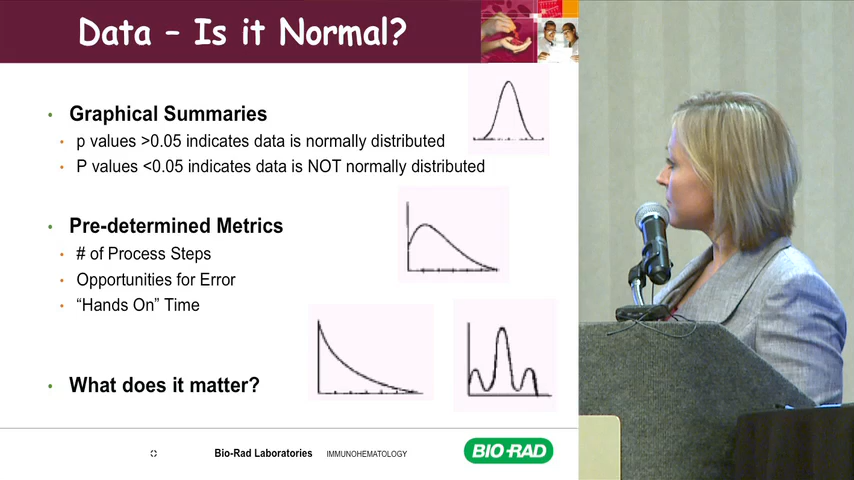 Data – Is it Normal?
• Graphical Summaries
• p values >0.05 indicates data is normally distributed
• P values <0.05 indicates data is NOT normally distributed
• Pre-determined Metrics
• # of Process Steps
• Opportunities for Error
• “Hands On” Time
• What does it matter?
Bio-Rad Laboratories IMMUNOHEMATOLOGY
BIO-RAD